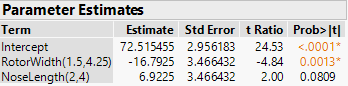 Parameter Estimates
Term Estimate Std Error t Ratio Prob>|t|
Intercept 72.515455 2.956183 24.53 <.0001*
RotorWidth(1.5,4.25) -16.7925 3.466432 -4.84 0.0013*
NoseLength(2,4) 6.9225 3.466432 2.00 0.0809